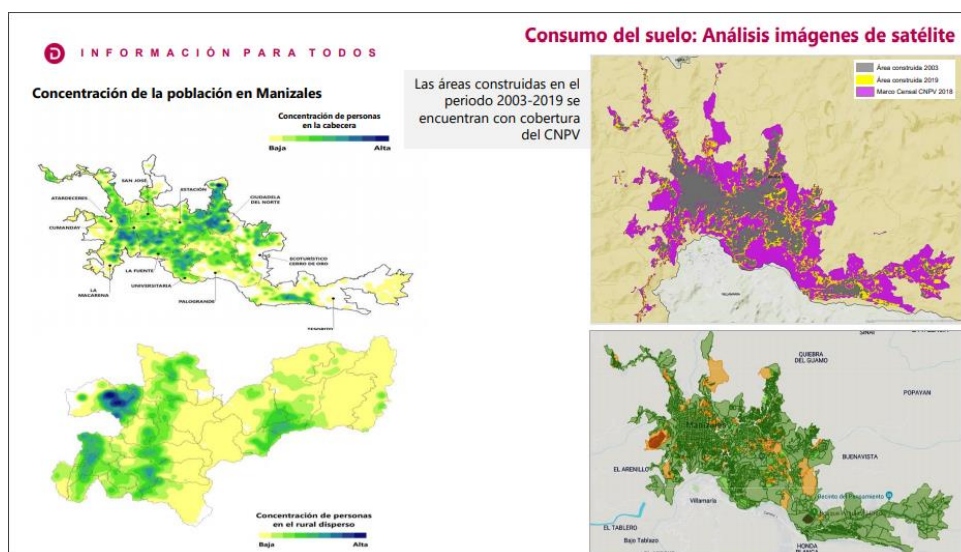 INFORMACIÓN PARA TODOS
Consumo del suelo: Análisis imágenes de satélite
Concentración de la población en Manizales
Las áreas construidas en el
periodo 2003-2019 se
encuentran con cobertura
del CNPV
Concentración de personas
en la cabecera
Baja
Alta
SAN JOSÉ
ESTACIÓN
ATARDECERES
CIUDADELA
DEL NORTE
CUMANDAY
ECOTURÍSTICO
CERRO DE ORO
LA FUENTE
LA
MACARENA
UNIVERSITARIA
PALOGRANDE
Área construida 2003
Área construida 2019
Marco Censal CNPV 2018
Concentración de personas
en el rural disperso
Baja
Alta
QUIEBRA
DEL GUAMO
POPAYAN
Manizales
EL ARENILLO
BUENAVISTA
Villamaría
Recinto del Pensamiento
EL TABLERO
Bajo Tablazo
HONDA